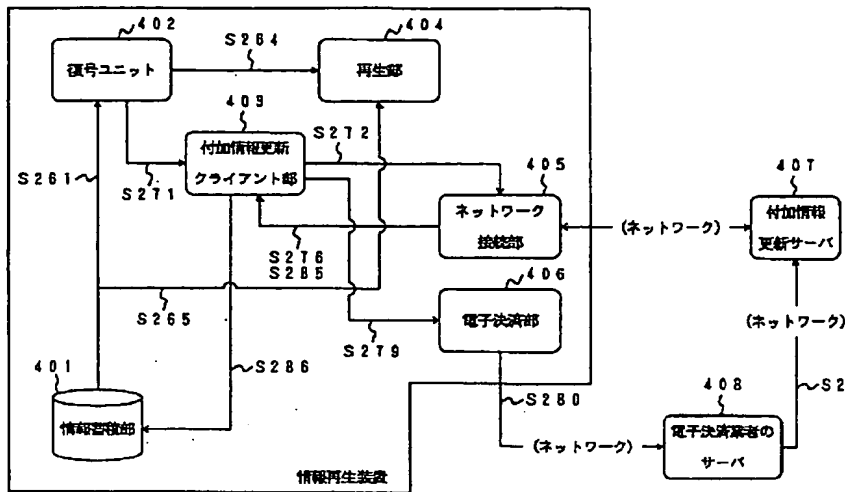 402
S264
404
復号ユニット
再生部
403
S272
付加情報更新
クライアント部
405
407
S261
S271
ネットワーク
接続部
(ネットワーク)
付加情報
更新サーバ
S276
S285
406
S265
電子決済部
(ネットワーク)
S279
401
S286
408
S280
S2
情報蓄積部
(ネットワーク)
電子決済業者の
サーバ
情報再生装置